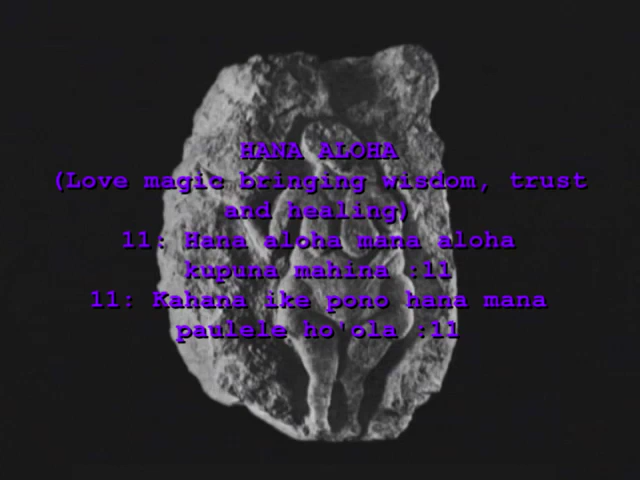 HANA ALOHA
(Love magic bringing wisdom, trust
and healing)
11: Hana aloha mana aloha
kupuna mahina :11
11: Kahana ike pono hana mana
paulele ho'ola :11